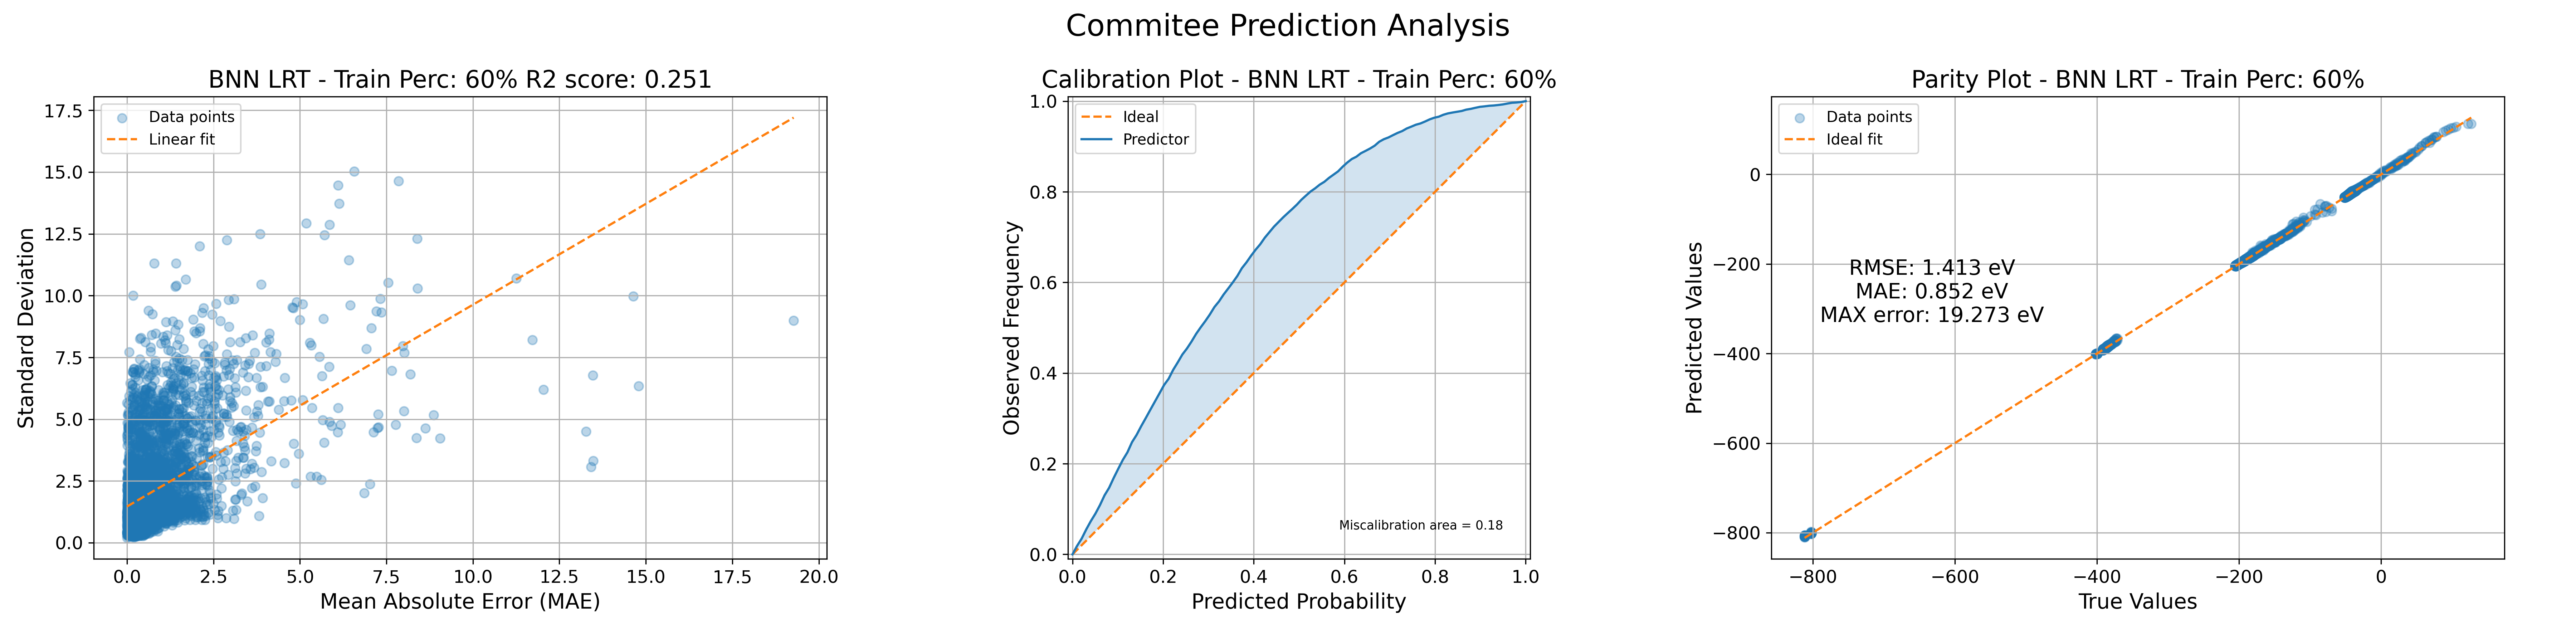 Commitee Prediction Analysis
BNN LRT - Train Perc: 60% R2 score: 0.251
Data points
Linear fit
Standard Deviation
17.5
15.0
12.5
10.0
7.5
5.0
2.5
0.0
0.0
2.5
5.0
7.5
10.0
12.5
15.0
17.5
20.0
Mean Absolute Error (MAE)
Calibration Plot - BNN LRT - Train Perc: 60%
Ideal
Predictor
Observed Frequency
1.0
0.8
0.6
0.4
0.2
0.0
Miscalibration area = 0.18
0.0
0.2
0.4
0.6
0.8
1.0
Predicted Probability
Parity Plot - BNN LRT - Train Perc: 60%
Data points
Ideal fit
Predicted Values
0
−200
−400
−600
−800
RMSE: 1.413 eV
MAE: 0.852 eV
MAX error: 19.273 eV
−800
−600
−400
−200
0
True Values